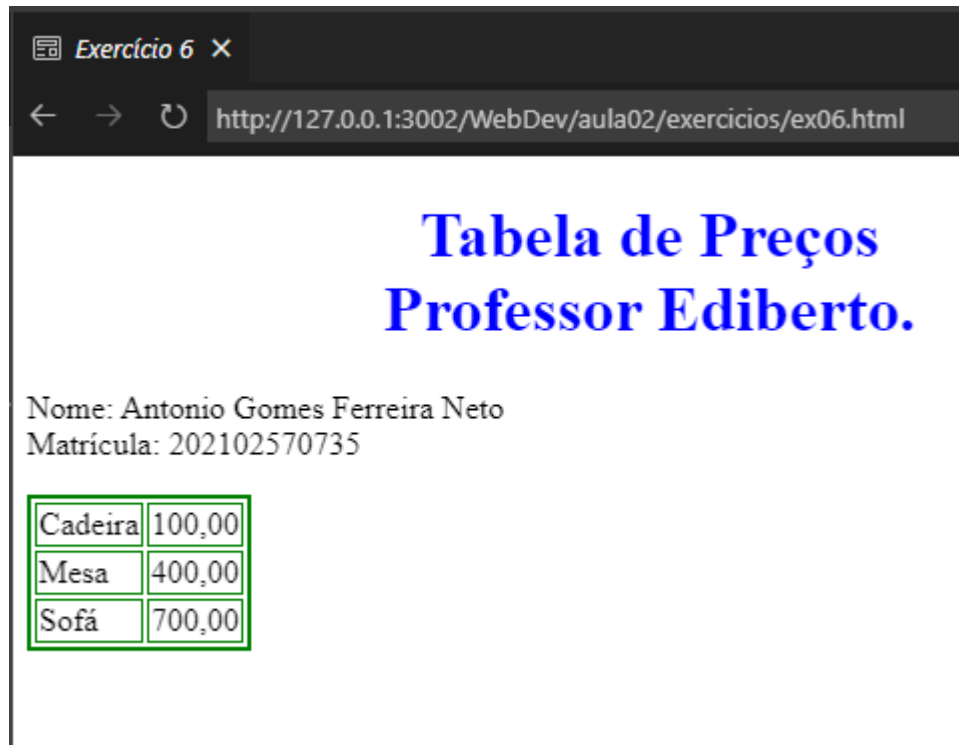 Exercício 6
http://127.0.0.1:3002/WebDev/aula02/exercicios/ex06.html
Tabela de Preços
Professor Ediberto.
Nome: Antonio Gomes Ferreira Neto
Matrícula: 202102570735
Cadeira 100,00
Mesa 400,00
Sofá 700,00